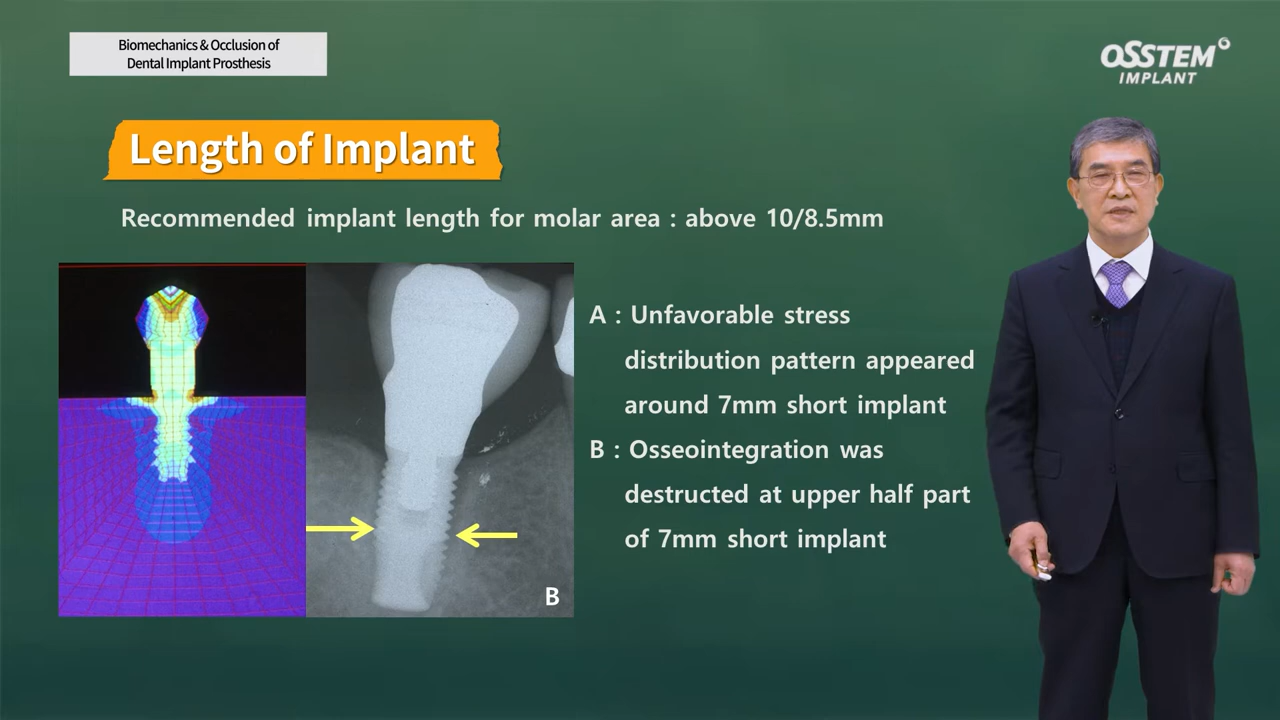 Biomechanics & Occlusion of
Dental Implant Prosthesis
OSSTEM
IMPLANT
Length of Implant
Recommended implant length for molar area : above 10/8.5mm
A : Unfavorable stress
distribution pattern appeared
around 7mm short implant
B : Osseointegration was
destructed at upper half part
of 7mm short implant
B